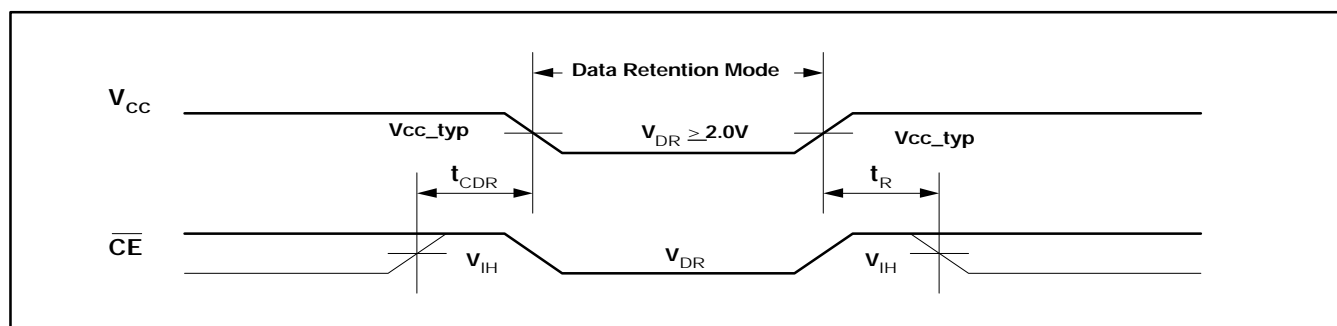 Data Retention Mode
VCC
Vcc_typ
VDR ≥ 2.0V
Vcc_typ
tCDR
tR
CE
VIH
VDR
VIH